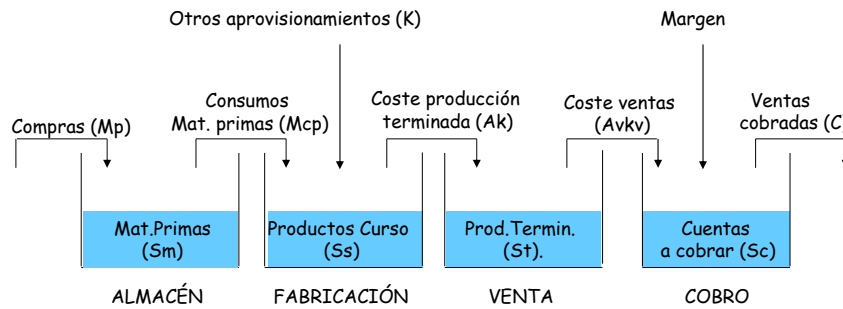 Otros aprovisionamientos (K)
Margen
Compras (Mp)
Consumos
Mat. primas (Mcp)
Coste producción
terminada (Ak)
Coste ventas
(Avkv)
Ventas
cobradas (C)
Mat.Primas
(Sm)
Productos Curso
(Ss)
Prod.Termin.
(St).
Cuentas
a cobrar (Sc)
ALMACÉN
FABRICACIÓN
VENTA
COBRO